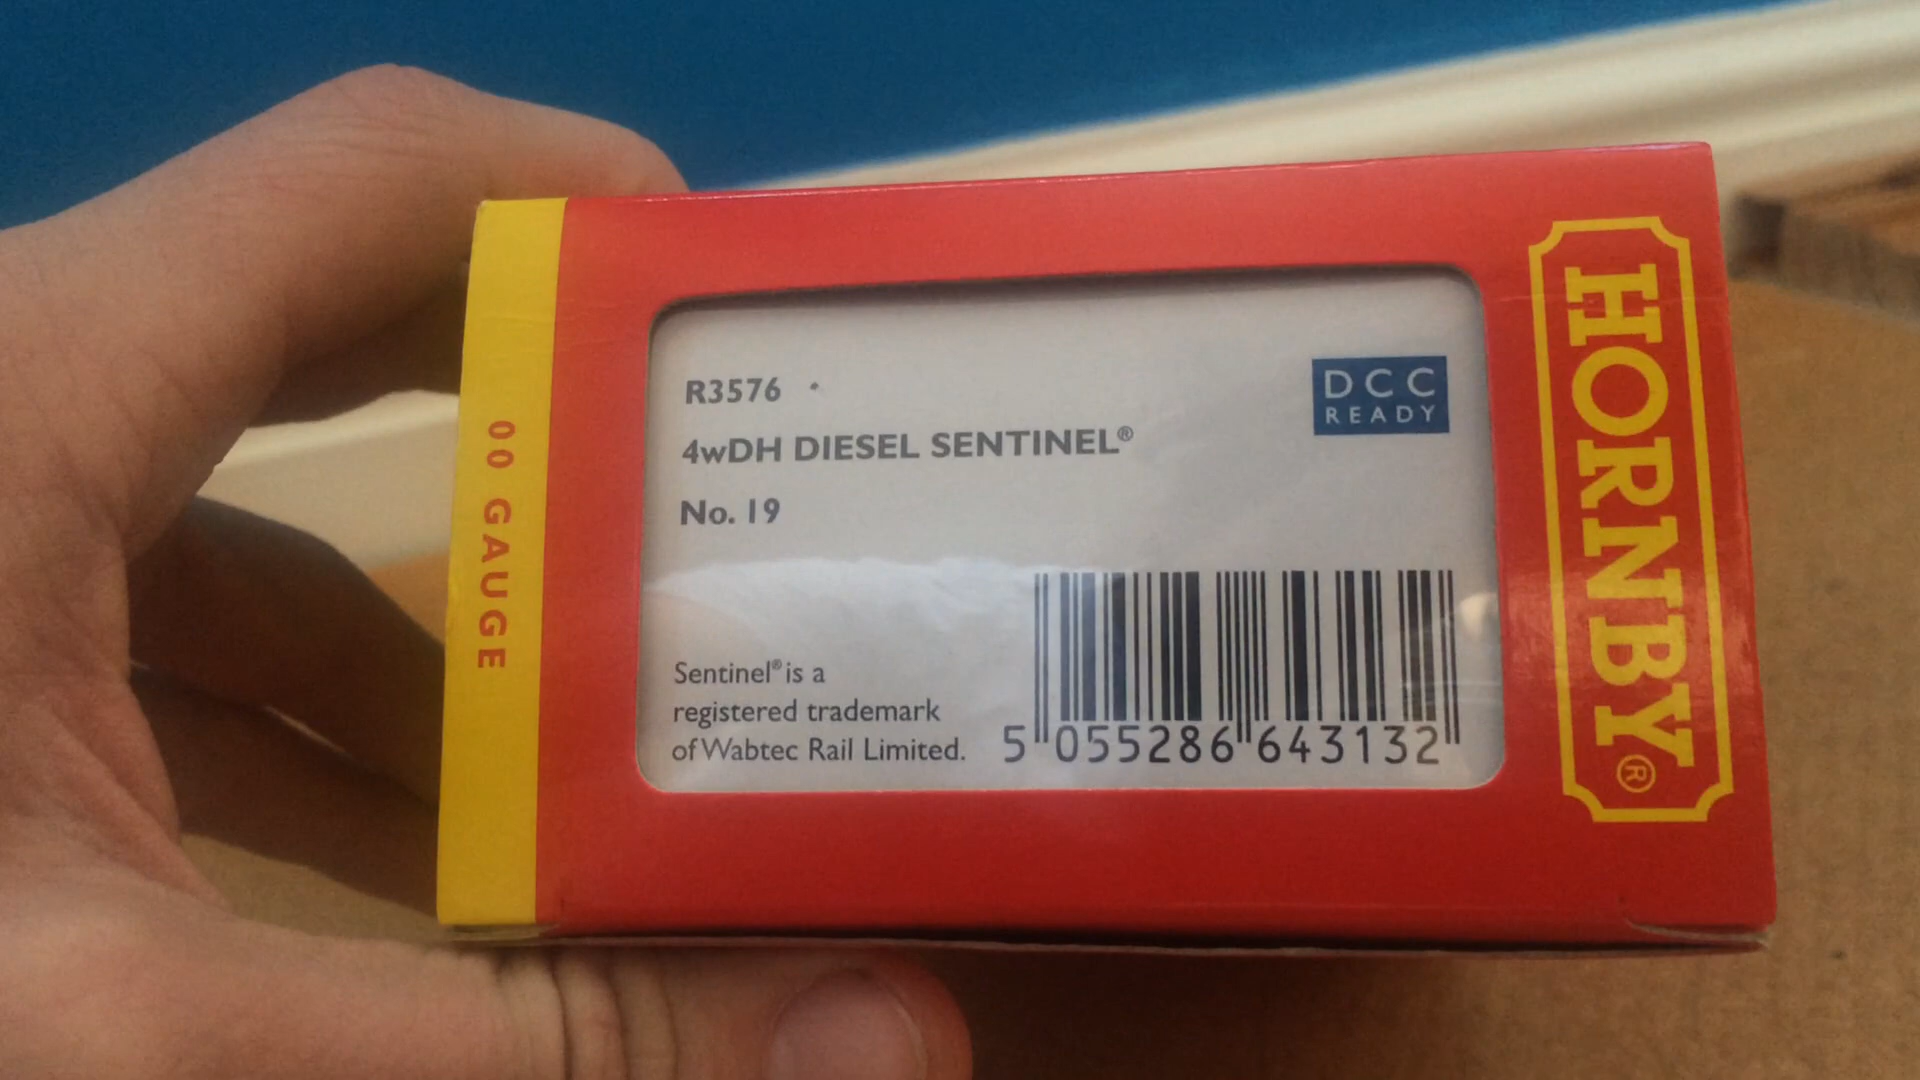 00 GAUGE
R3576
4wDH DIESEL SENTINEL®
No. 19
DCC
READY
Sentinel® is a
registered trademark
of Wabtec Rail Limited.
5 055286 643132
HORNBY®